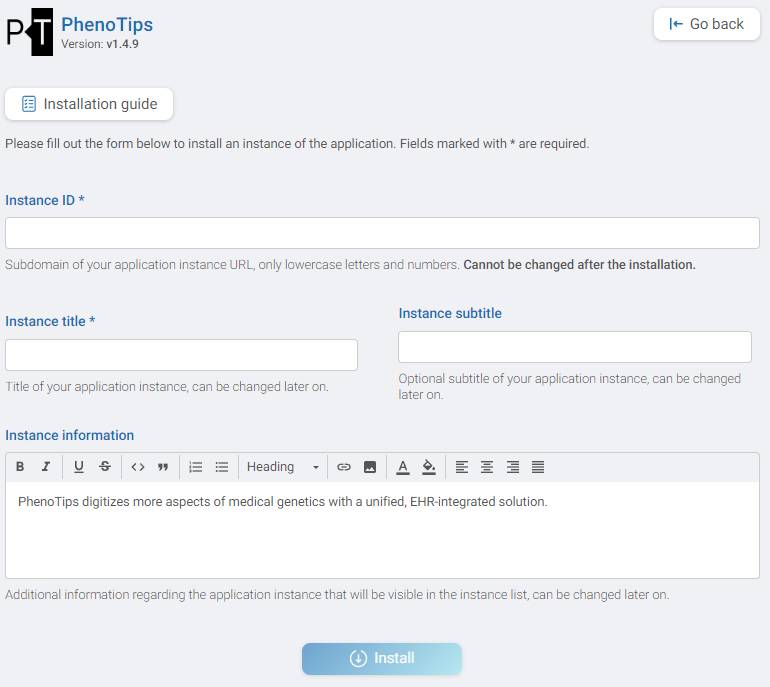 PT
PhenoTips
Version: v1.4.9
Go back
Installation guide
Please fill out the form below to install an instance of the application. Fields marked with * are required.
Instance ID *
Subdomain of your application instance URL, only lowercase letters and numbers. Cannot be changed after the installation.
Instance title *
Title of your application instance, can be changed later on.
Instance subtitle
Optional subtitle of your application instance, can be changed
later on.
Instance information
B I U S Heading A
PhenoTips digitizes more aspects of medical genetics with a unified, EHR-integrated solution.
Additional information regarding the application instance that will be visible in the instance list, can be changed later on.
Install